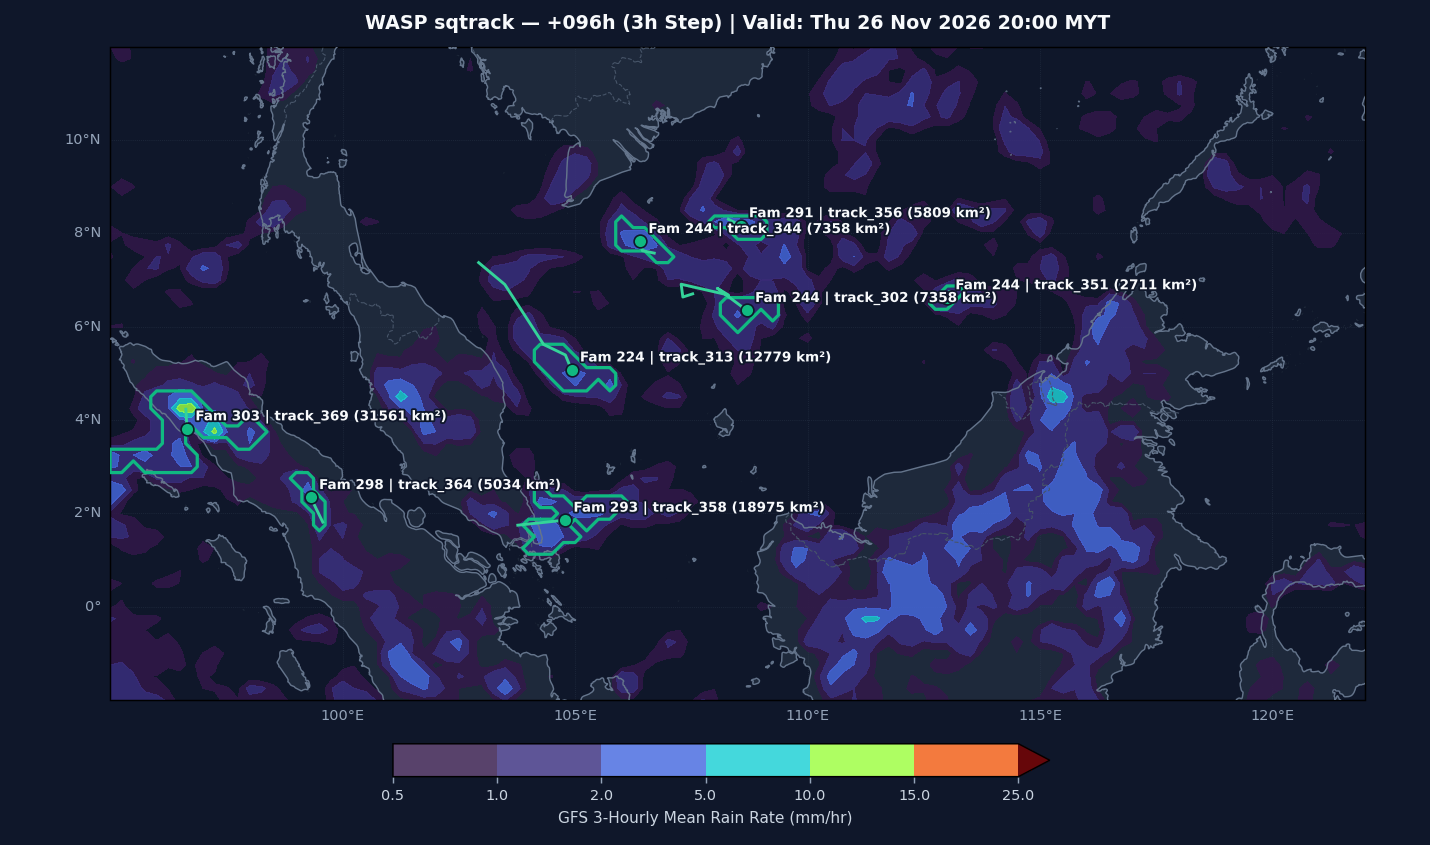 WASP sqtrack — +096h (3h Step) | Valid: Thu 26 Nov 2026 20:00 MYT
10°N
8°N
6°N
4°N
2°N
0°
Fam 291 | track_356 (5809 km²)
Fam 244 | track_344 (7358 km²)
Fam 244 | track_351 (2711 km²)
Fam 244 | track_302 (7358 km²)
Fam 224 | track_313 (12779 km²)
Fam 303 | track_369 (31561 km²)
Fam 298 | track_364 (5034 km²)
Fam 293 | track_358 (18975 km²)
100°E 105°E 110°E 115°E 120°E
0.5 1.0 2.0 5.0 10.0 15.0 25.0
GFS 3-Hourly Mean Rain Rate (mm/hr)